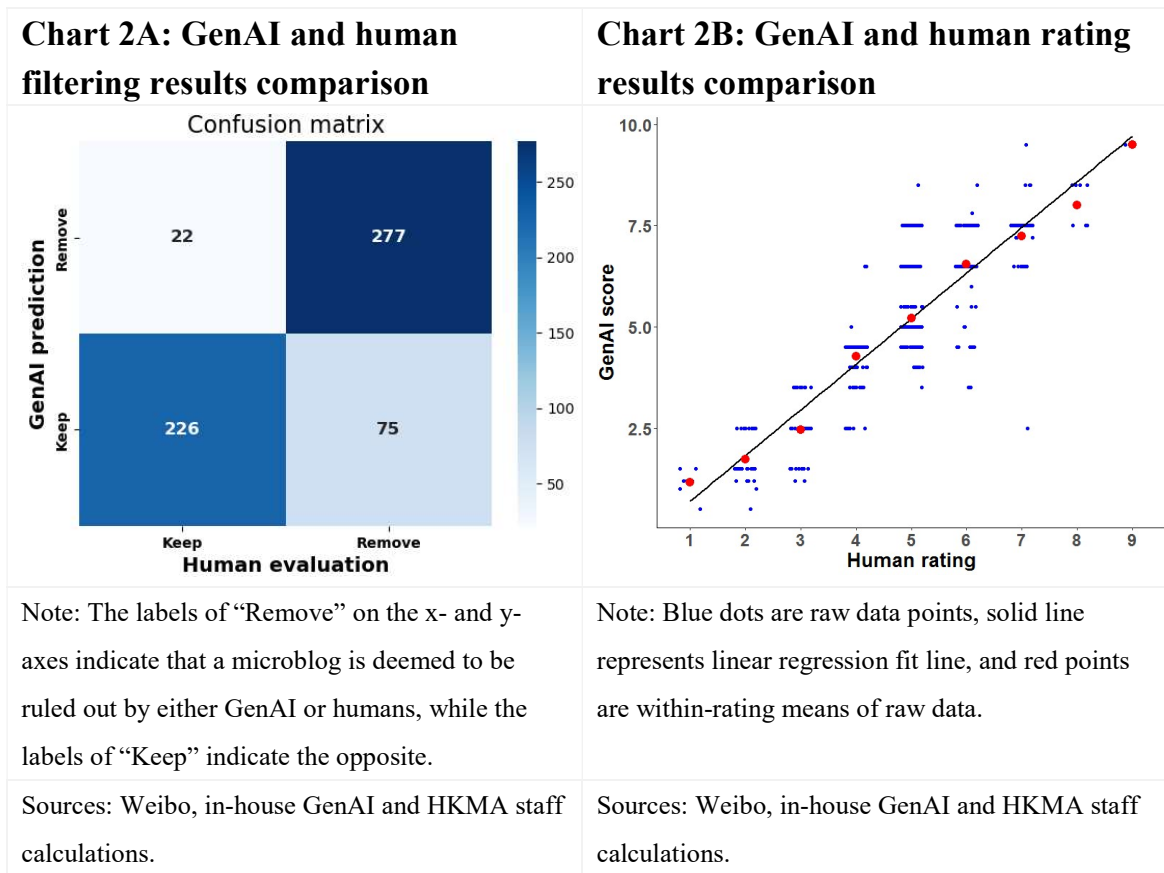 Chart 2A: GenAI and human
filtering results comparison
Confusion matrix
GenAI prediction
Remove
Keep
22
277
226
75
Keep
Remove
Human evaluation
250
200
150
100
50
Note: The labels of “Remove” on the x- and y-
axes indicate that a microblog is deemed to be
ruled out by either GenAI or humans, while the
labels of “Keep” indicate the opposite.
Sources: Weibo, in-house GenAI and HKMA staff
calculations.
Chart 2B: GenAI and human rating
results comparison
GenAI score
10.0
7.5
5.0
2.5
1 2 3 4 5 6 7 8 9
Human rating
Note: Blue dots are raw data points, solid line
represents linear regression fit line, and red points
are within-rating means of raw data.
Sources: Weibo, in-house GenAI and HKMA staff
calculations.